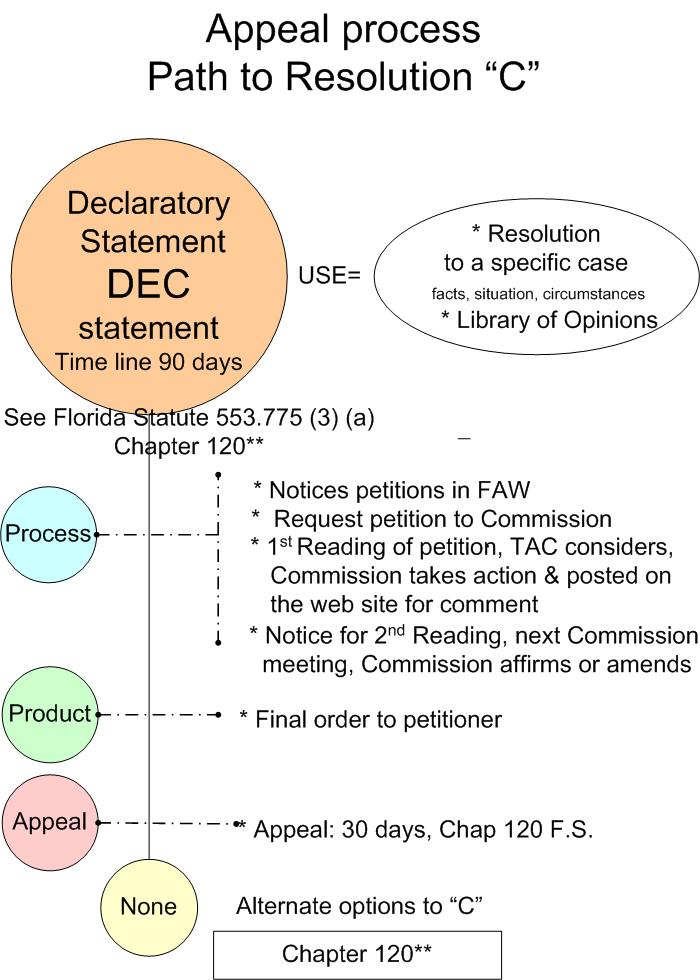 Appeal process
Path to Resolution “C”
Declaratory
Statement
DEC
statement
Time line 90 days
USE=
* Resolution
to a specific case
facts, situation, circumstances
* Library of Opinions
See Florida Statute 553.775 (3) (a)
Chapter 120**
–
Process
* Notices petitions in FAW
* Request petition to Commission
* 1st Reading of petition, TAC considers,
Commission takes action & posted on
the web site for comment
* Notice for 2nd Reading, next Commission
meeting, Commission affirms or amends
Product
* Final order to petitioner
Appeal
* Appeal: 30 days, Chap 120 F.S.
None
Alternate options to “C”
Chapter 120**